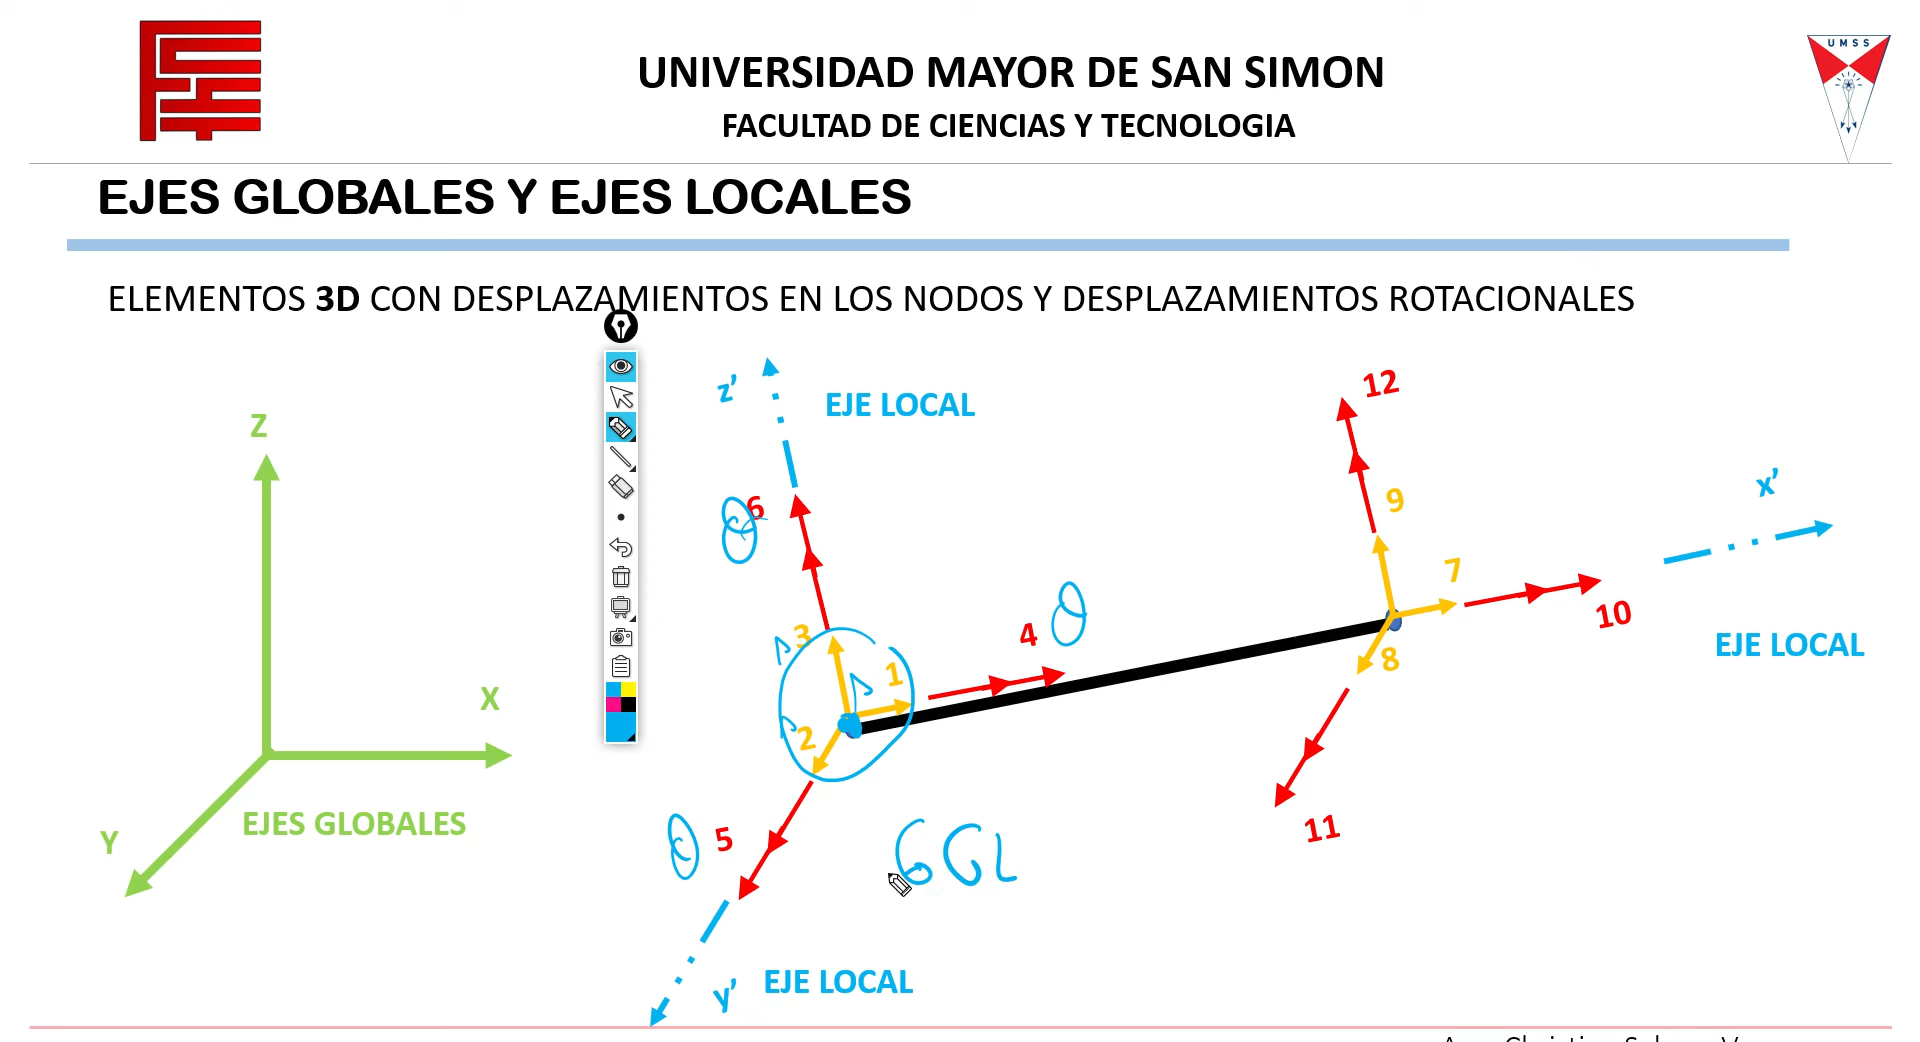 UMSS
UNIVERSIDAD MAYOR DE SAN SIMON
FACULTAD DE CIENCIAS Y TECNOLOGIA
EJES GLOBALES Y EJES LOCALES
ELEMENTOS 3D CON DESPLAZAMIENTOS EN LOS NODOS Y DESPLAZAMIENTOS ROTACIONALES
z’
EJE LOCAL
12
Z
x’
6
θ
9
7
θ
10
3
4
1
8
EJE LOCAL
X
2
EJES GLOBALES
Y
θ
5
6GL
11
y’
EJE LOCAL